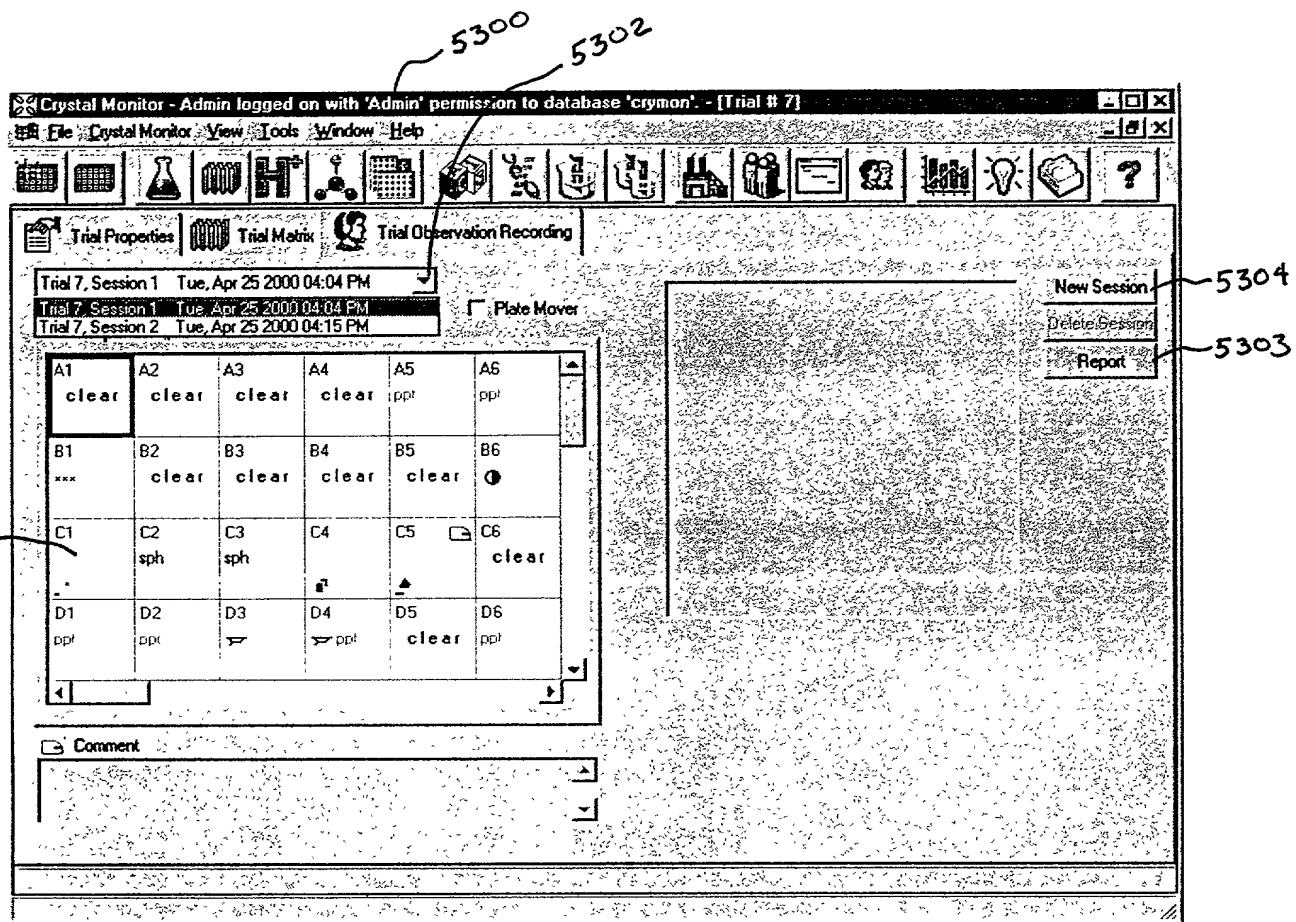 5300
5302
Crystal Monitor - Admin logged on with 'Admin' permission to database 'crymon'. - [Trial # 7]
File Crystal Monitor View Tools Window Help
Trial Properties Trial Matrix Trial Observation Recording
Trial 7, Session 1 Tue, Apr 25 2000 04:04 PM
Trial 7, Session 1 Tue, Apr 25 2000 04:04 PM
Trial 7, Session 2 Tue, Apr 25 2000 04:15 PM
Plate Mover
New Session 5304
Delete Session
Report 5303
A1 A2 A3 A4 A5 A6
clear clear clear clear ppt ppt
B1 B2 B3 B4 B5 B6
xxx clear clear clear clear
C1 C2 C3 C4 C5 C6
sph sph clear
D1 D2 D3 D4 D5 D6
ppt ppt ppt clear ppt
Comment